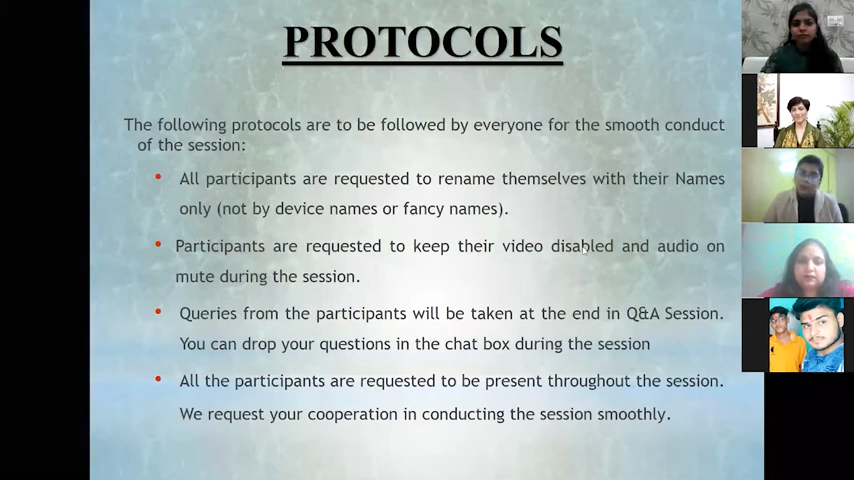 PROTOCOLS
The following protocols are to be followed by everyone for the smooth conduct
of the session:
• All participants are requested to rename themselves with their Names
only (not by device names or fancy names).
• Participants are requested to keep their video disabled and audio on
mute during the session.
• Queries from the participants will be taken at the end in Q&A Session.
You can drop your questions in the chat box during the session
• All the participants are requested to be present throughout the session.
We request your cooperation in conducting the session smoothly.